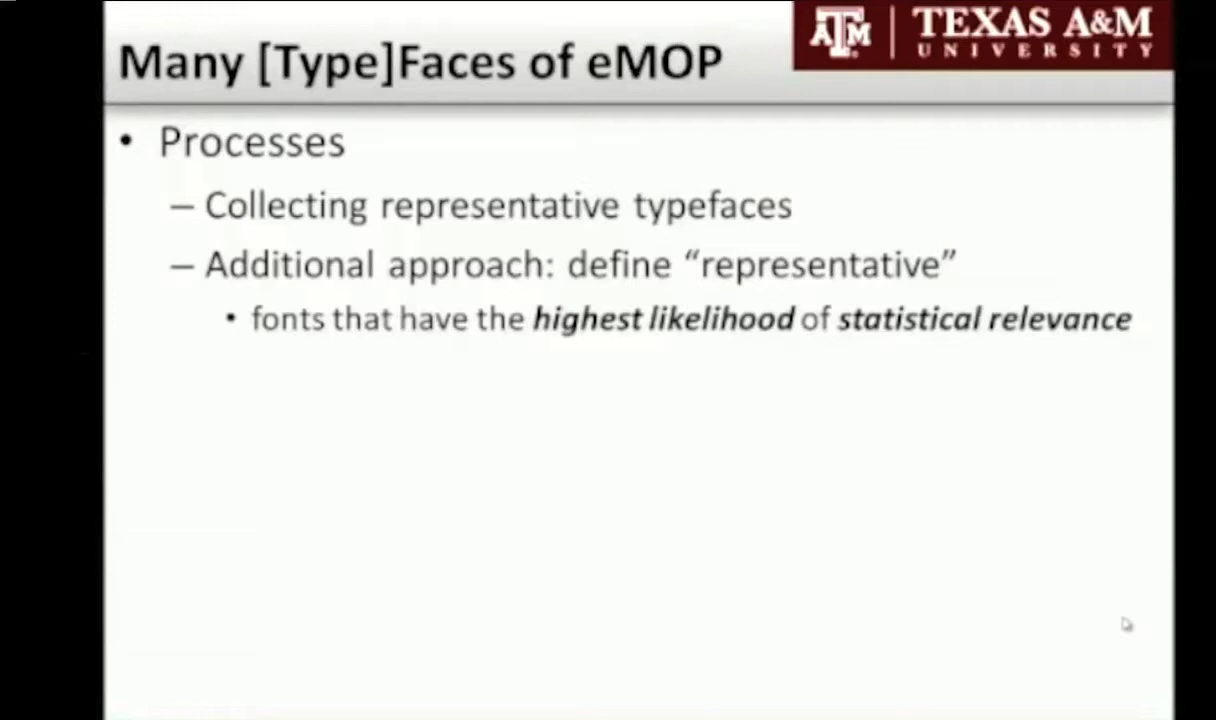 Many [Type]Faces of eMOP
ATM
TEXAS A&M
UNIVERSITY
• Processes
– Collecting representative typefaces
– Additional approach: define “representative”
• fonts that have the highest likelihood of statistical relevance